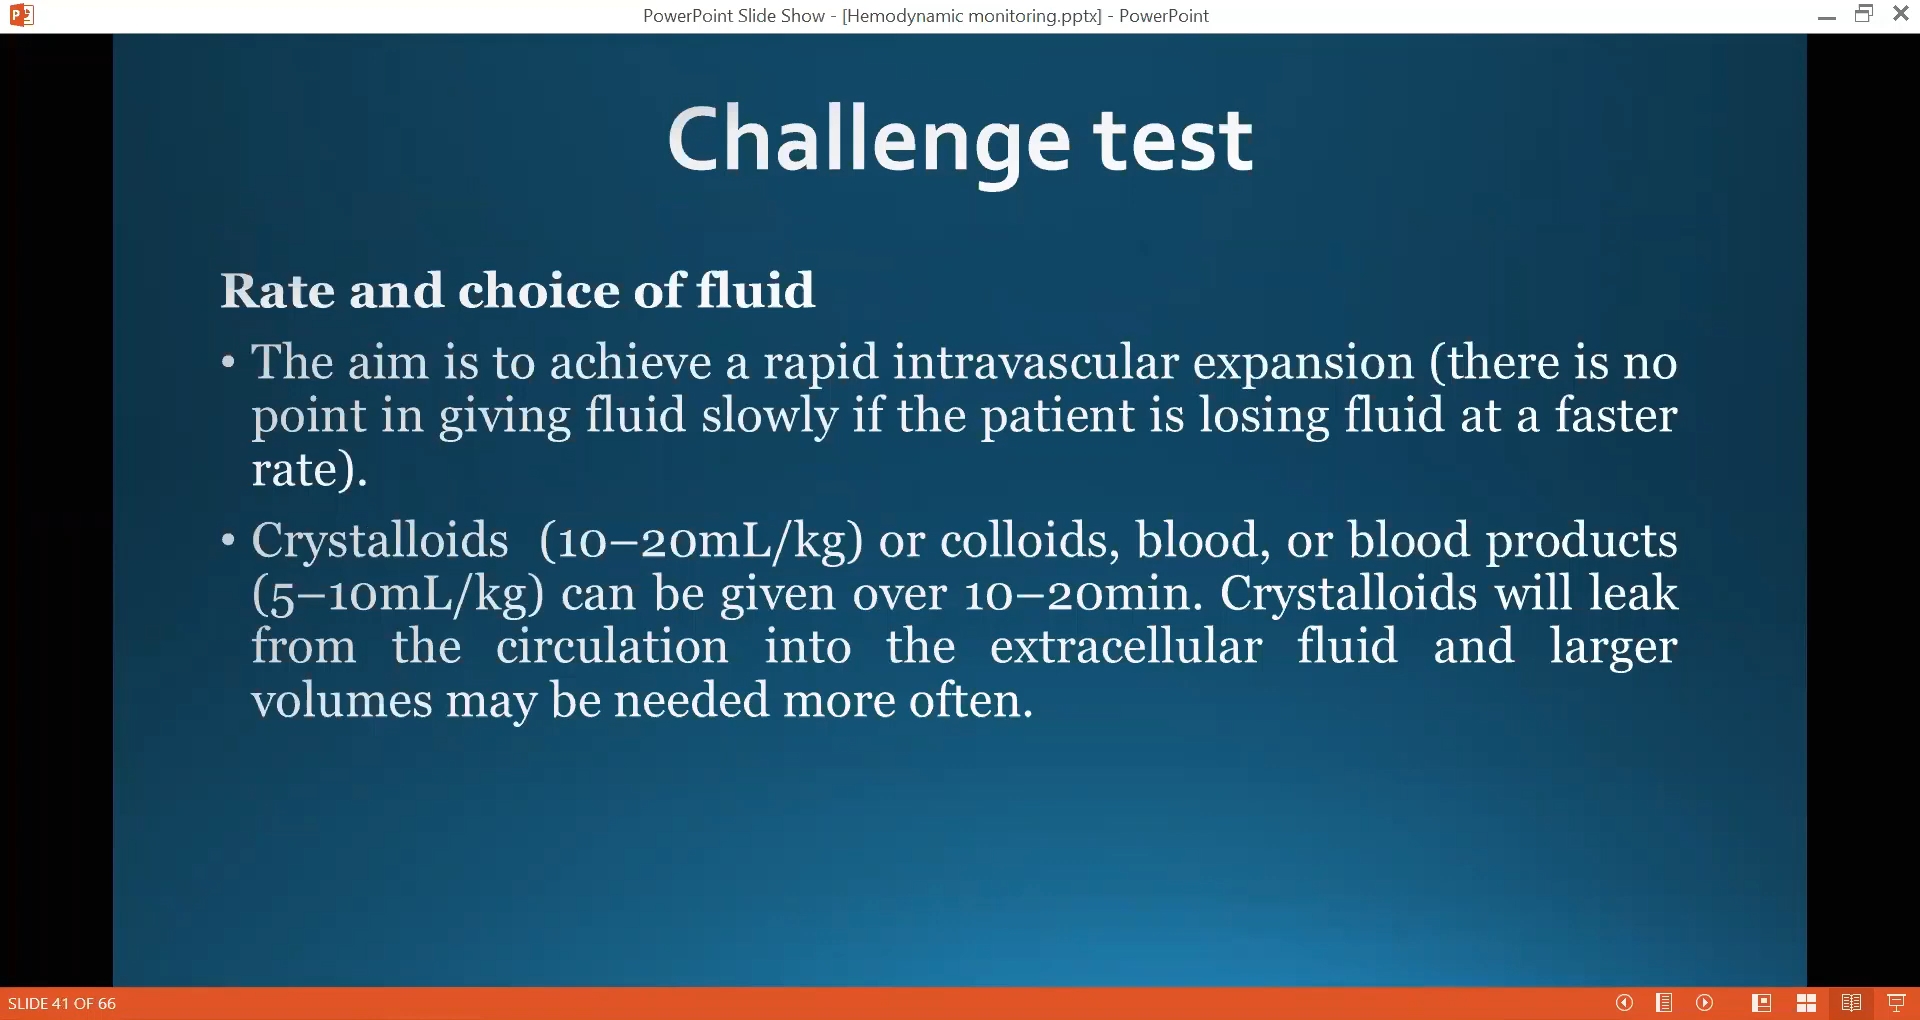 PowerPoint Slide Show - [Hemodynamic monitoring.pptx] - PowerPoint
Challenge test
Rate and choice of fluid
• The aim is to achieve a rapid intravascular expansion (there is no
point in giving fluid slowly if the patient is losing fluid at a faster
rate).
• Crystalloids (10–20mL/kg) or colloids, blood, or blood products
(5–10mL/kg) can be given over 10–20min. Crystalloids will leak
from the circulation into the extracellular fluid and larger
volumes may be needed more often.
SLIDE 41 OF 66